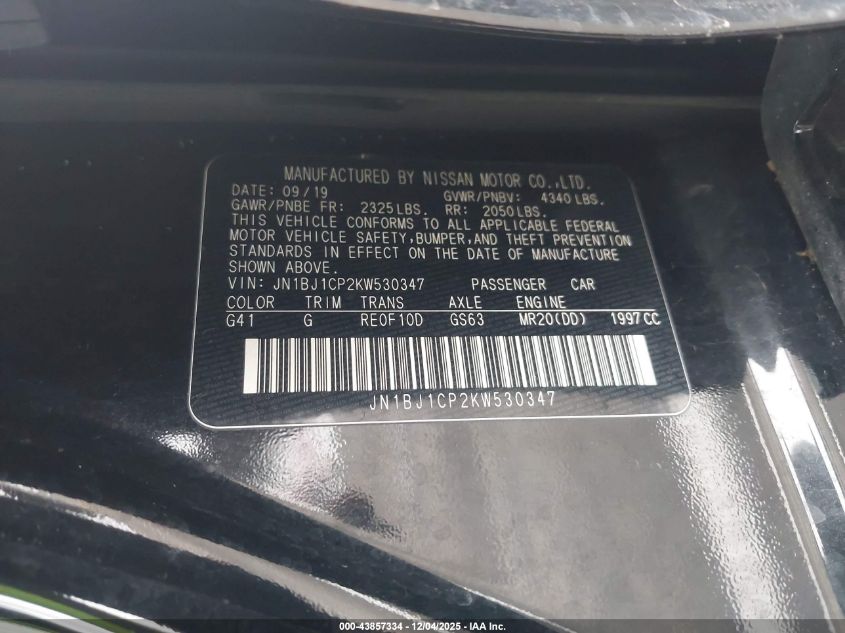 MANUFACTURED BY NISSAN MOTOR CO.,LTD.
DATE: 09/19 GVWR/PNBV: 4340 LBS.
GAWR/PNBE FR: 2325LBS. RR: 2050LBS.
THIS VEHICLE CONFORMS TO ALL APPLICABLE FEDERAL
MOTOR VEHICLE SAFETY,BUMPER,AND THEFT PREVENTION
STANDARDS IN EFFECT ON THE DATE OF MANUFACTURE
SHOWN ABOVE.
VIN: JN1BJ1CP2KW530347 PASSENGER CAR
COLOR TRIM TRANS AXLE ENGINE
G41 G RE0F10D GS63 MR20(DD) 1997CC
JN1BJ1CP2KW530347
000-43857334 - 12/04/2025 - IAA Inc.